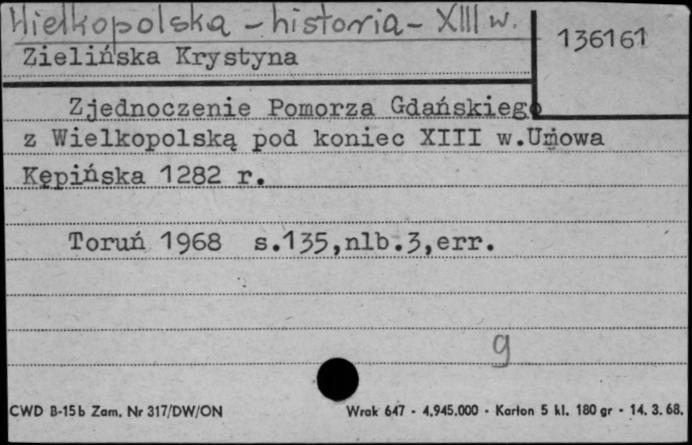 Wielkopolska - historia - XIII w.
136161
Zielińska Krystyna
Zjednoczenie Pomorza Gdańskiego
z Wielkopolską pod koniec XIII w.Umowa
Kępińska 1282 r.
Toruń 1968 s.135,nlb.3,err.
g
CWD B-15b Zam. Nr 317/DW/ON
Wrak 647 - 4.945.000 - Karton 5 kl. 180 gr - 14. 3. 68.